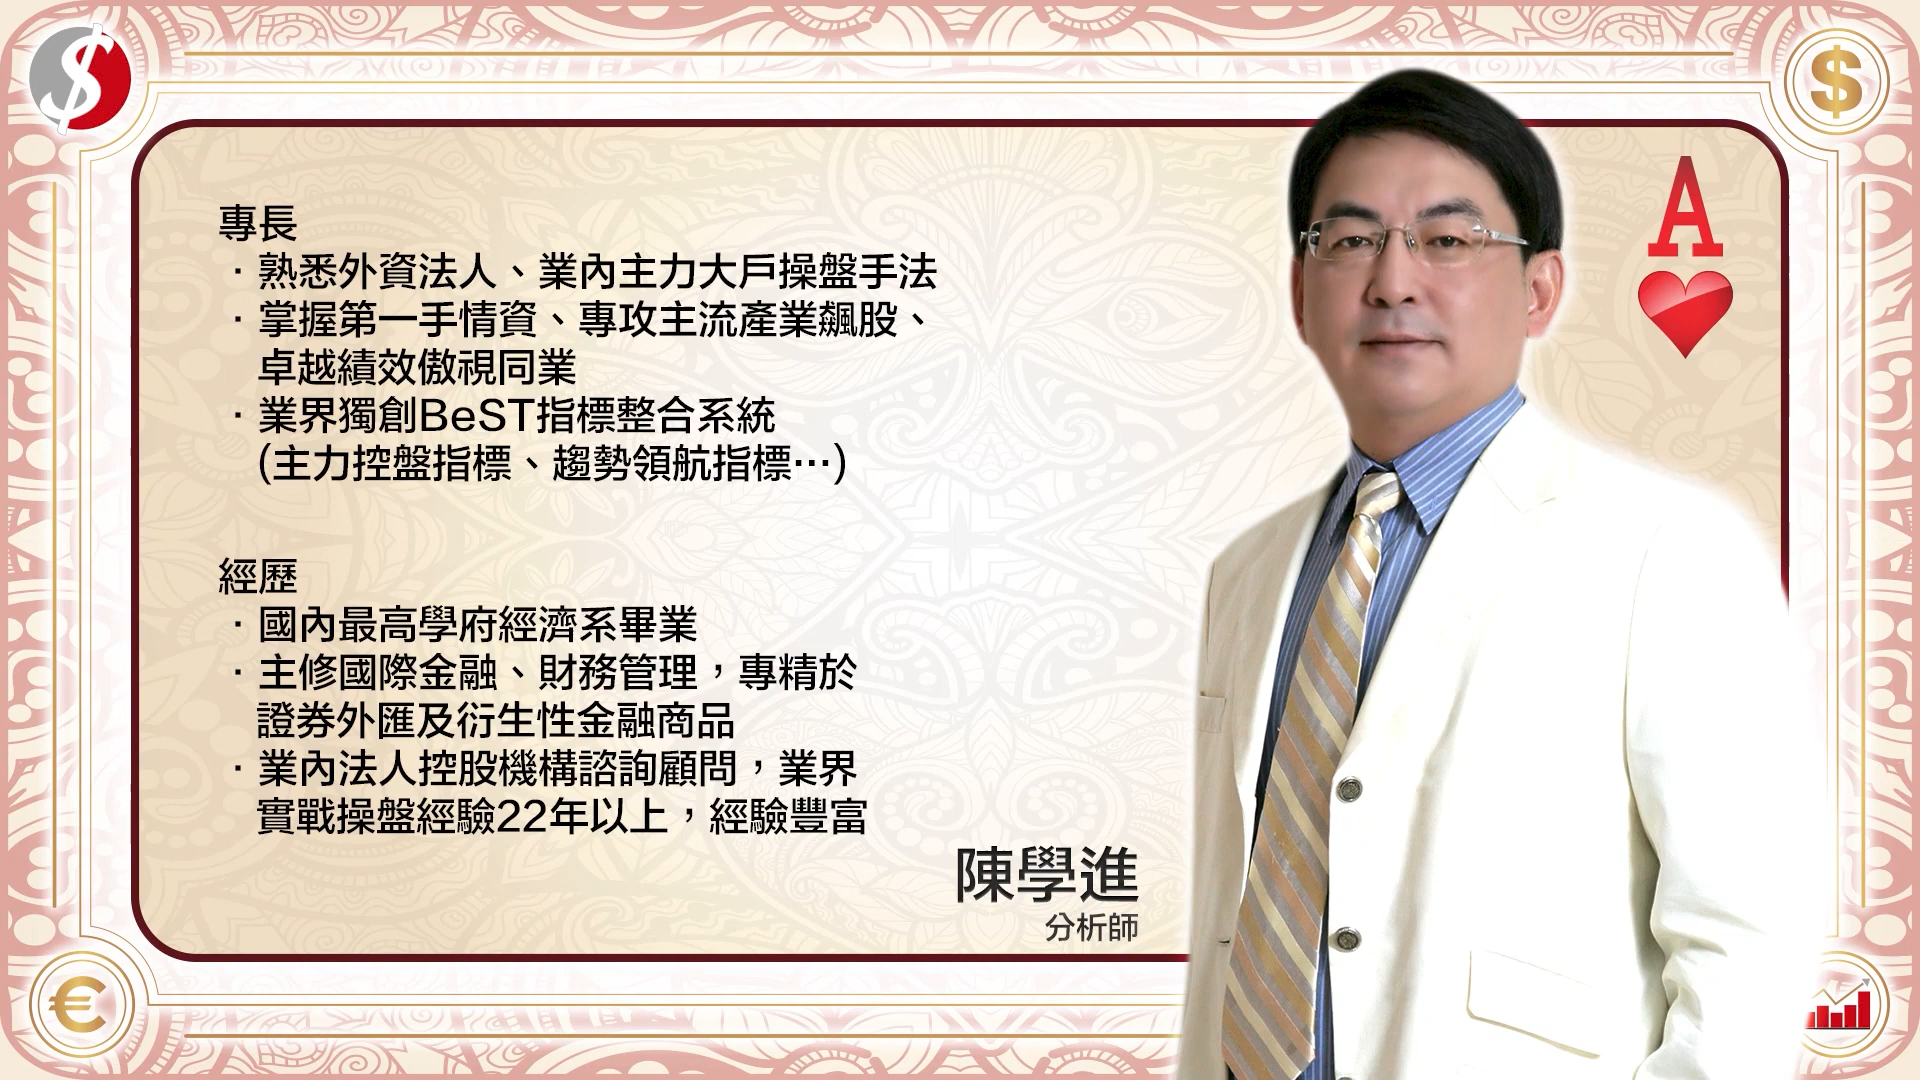 專長
·熟悉外資法人、業內主力大戶操盤手法
·掌握第一手情資、專攻主流產業飆股、
卓越績效傲視同業
·業界獨創BeST指標整合系統
(主力控盤指標、趨勢領航指標…)
經歷
·國內最高學府經濟系畢業
·主修國際金融、財務管理，專精於
證券外匯及衍生性金融商品
·業內法人控股機構諮詢顧問，業界
實戰操盤經驗22年以上，經驗豐富
陳學進
分析師
A
$
$
€